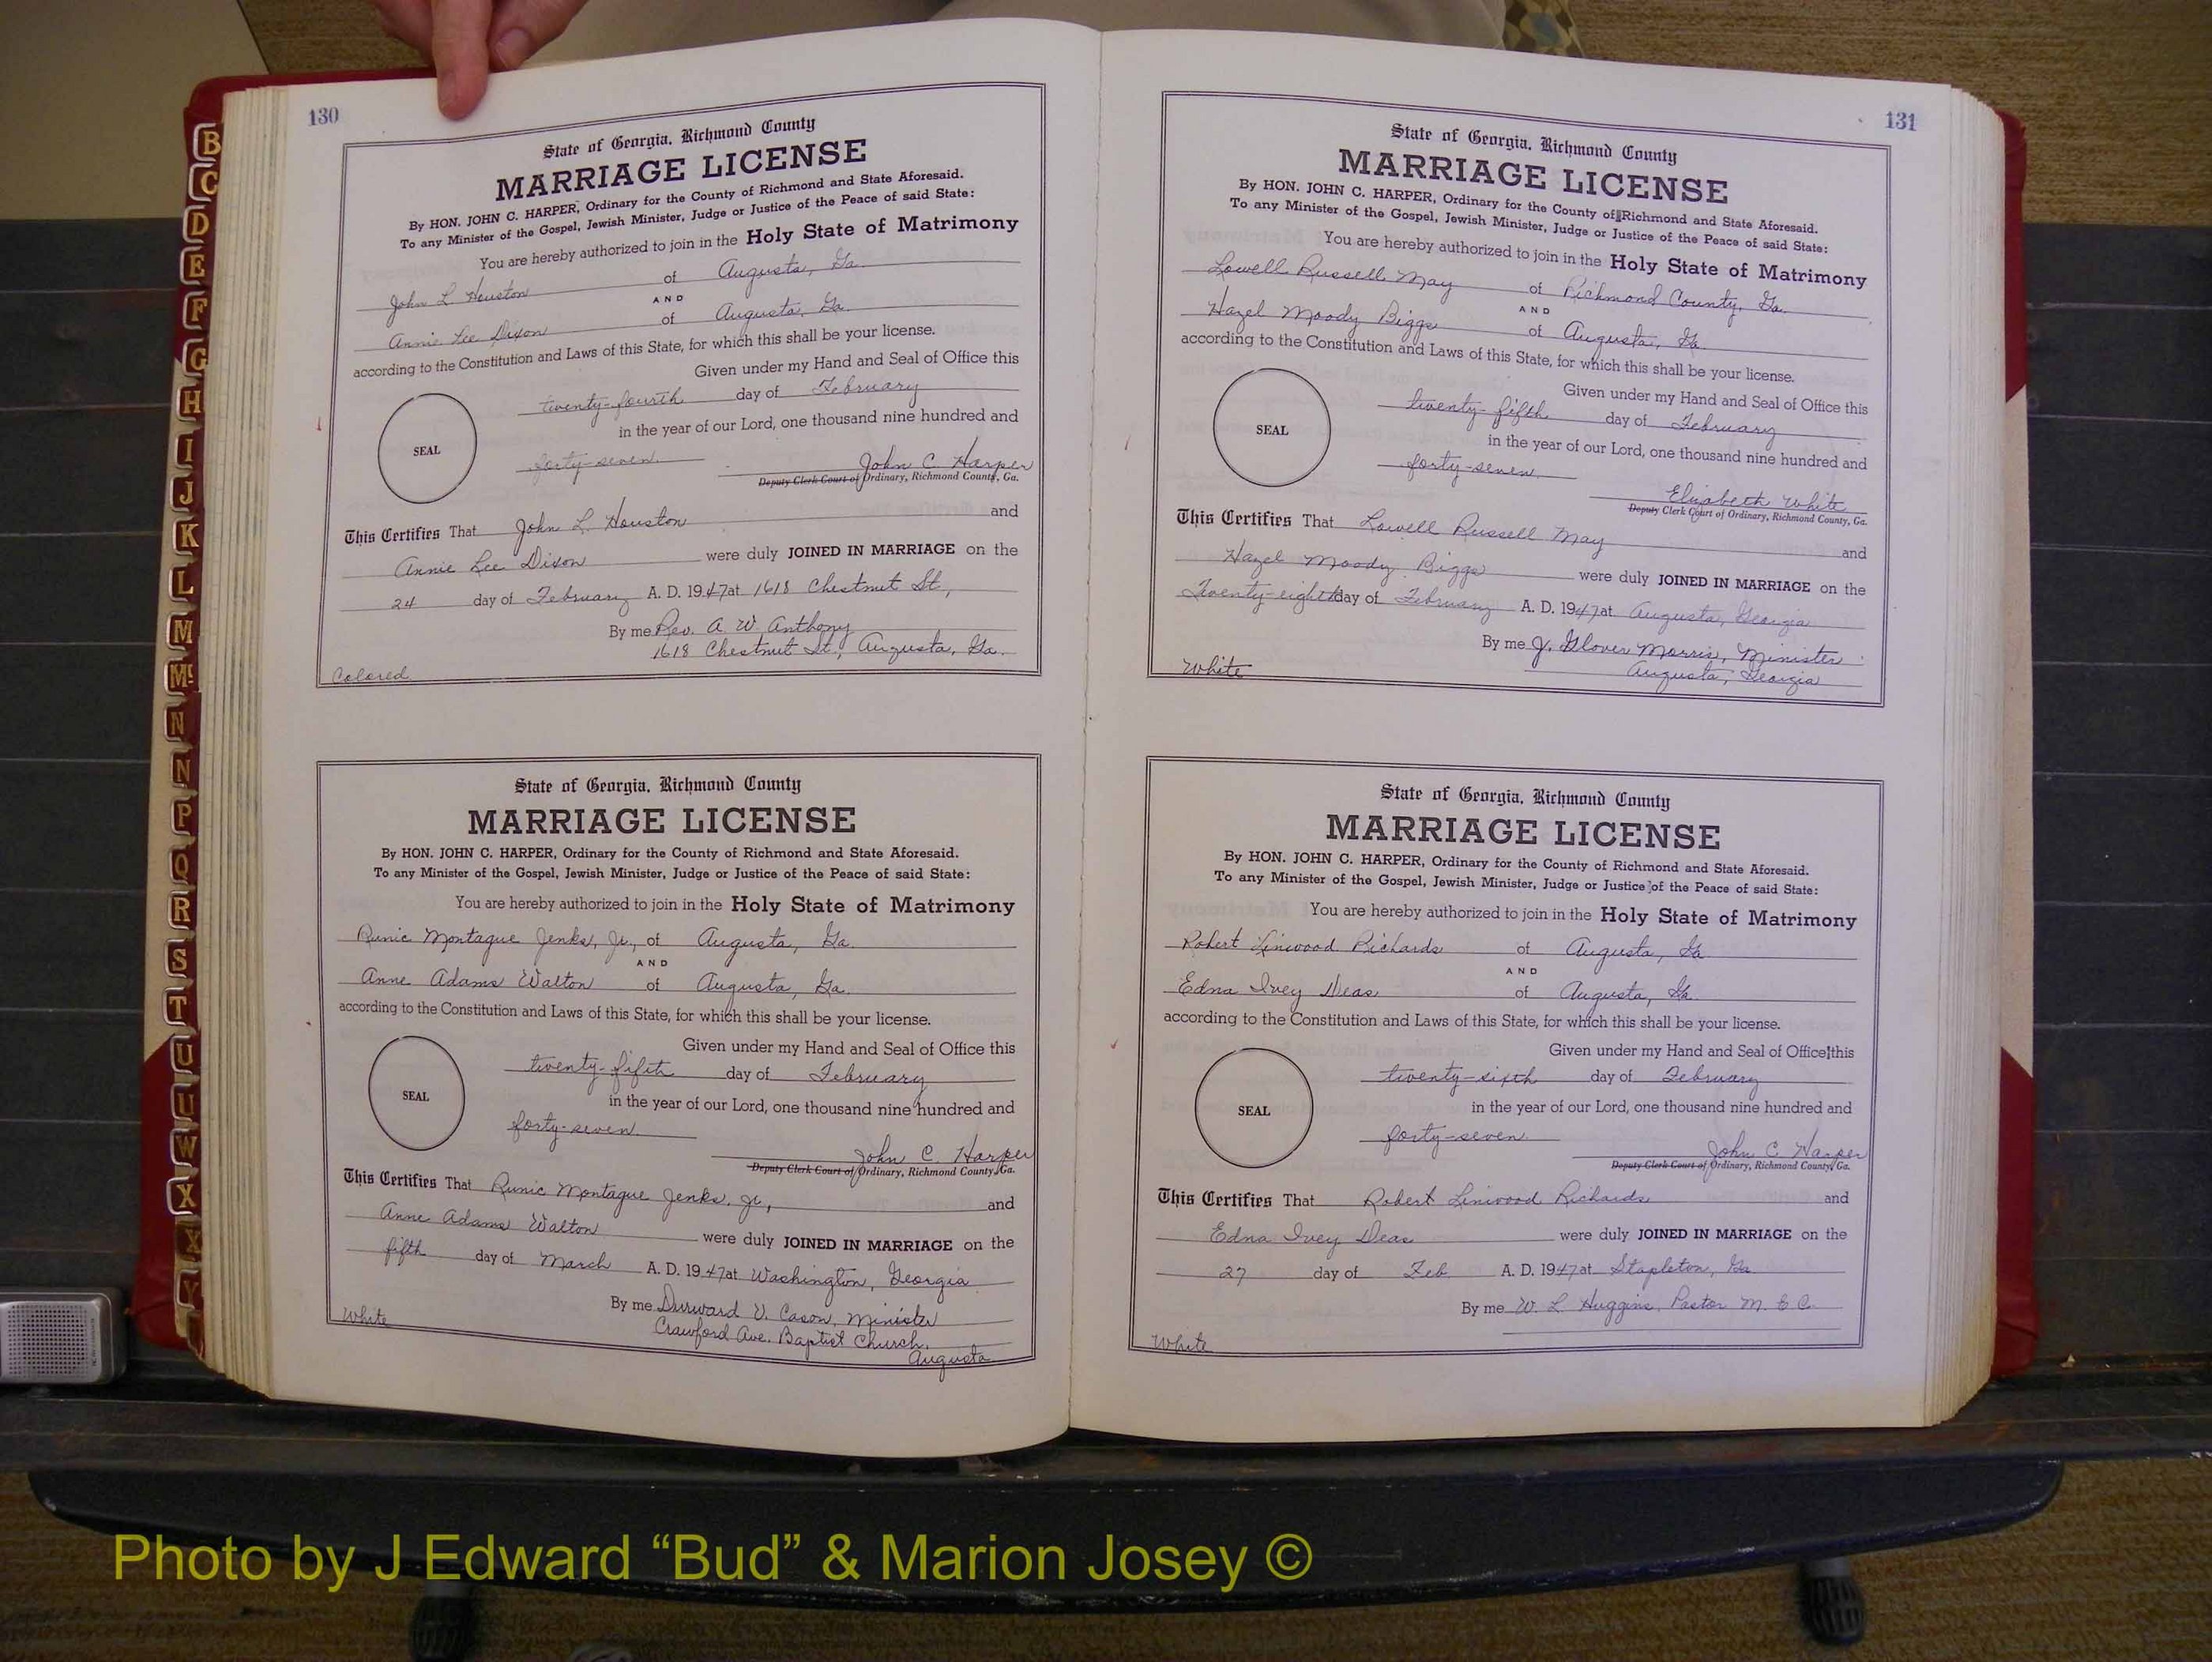 130
State of Georgia, Richmond County
MARRIAGE LICENSE
By HON. JOHN C. HARPER, Ordinary for the County of Richmond and State Aforesaid.
To any Minister of the Gospel, Jewish Minister, Judge or Justice of the Peace of said State:
You are hereby authorized to join in the Holy State of Matrimony
John L. Houston of Augusta, Ga.
AND
Annie Lee Dixon of Augusta, Ga.
according to the Constitution and Laws of this State, for which this shall be your license.
Given under my Hand and Seal of Office this
twenty-fourth day of February
in the year of our Lord, one thousand nine hundred and
forty-seven.
John C. Harper
SEAL
Deputy Clerk Court of Ordinary, Richmond County, Ga.
This Certifies That John L. Houston and
Annie Lee Dixon were duly JOINED IN MARRIAGE on the
24 day of February A. D. 1947 at 1618 Chestnut St.,
By me Rev. A. W. Anthony
1618 Chestnut St., Augusta, Ga.
Colored
State of Georgia, Richmond County
MARRIAGE LICENSE
By HON. JOHN C. HARPER, Ordinary for the County of Richmond and State Aforesaid.
To any Minister of the Gospel, Jewish Minister, Judge or Justice of the Peace of said State:
You are hereby authorized to join in the Holy State of Matrimony
Runic Montague Jenks, Jr., of Augusta, Ga.
AND
Anne Adams Walton of Augusta, Ga.
according to the Constitution and Laws of this State, for which this shall be your license.
Given under my Hand and Seal of Office this
twenty-fifth day of February
SEAL
in the year of our Lord, one thousand nine hundred and
forty-seven.
John C. Harper
Deputy Clerk Court of Ordinary, Richmond County, Ga.
This Certifies That Runic Montague Jenks, Jr., and
Anne Adams Walton were duly JOINED IN MARRIAGE on the
fifth day of March A. D. 1947 at Washington, Georgia
By me Durward V. Cason, Minister
White
Crawford Ave. Baptist Church,
Augusta
131
State of Georgia, Richmond County
MARRIAGE LICENSE
By HON. JOHN C. HARPER, Ordinary for the County of Richmond and State Aforesaid.
To any Minister of the Gospel, Jewish Minister, Judge or Justice of the Peace of said State:
You are hereby authorized to join in the Holy State of Matrimony
Lowell Russell May of Richmond County, Ga.
AND
Hazel Moody Biggs of Augusta, Ga.
according to the Constitution and Laws of this State, for which this shall be your license.
Given under my Hand and Seal of Office this
twenty-fifth day of February
SEAL
in the year of our Lord, one thousand nine hundred and
forty-seven
Elizabeth White
Deputy Clerk Court of Ordinary, Richmond County, Ga.
This Certifies That Lowell Russell May and
Hazel Moody Biggs were duly JOINED IN MARRIAGE on the
Twenty-eighth day of February A. D. 1947 at Augusta, Georgia
By me J. Glover Morris, Minister
Augusta, Georgia
White
State of Georgia, Richmond County
MARRIAGE LICENSE
By HON. JOHN C. HARPER, Ordinary for the County of Richmond and State Aforesaid.
To any Minister of the Gospel, Jewish Minister, Judge or Justice of the Peace of said State:
You are hereby authorized to join in the Holy State of Matrimony
Robert Linwood Richards of Augusta, Ga.
AND
Edna Ivey Deas of Augusta, Ga.
according to the Constitution and Laws of this State, for which this shall be your license.
Given under my Hand and Seal of Office this
twenty-sixth day of February
SEAL
in the year of our Lord, one thousand nine hundred and
forty-seven
John C. Harper
Deputy Clerk Court of Ordinary, Richmond County, Ga.
This Certifies That Robert Linwood Richards and
Edna Ivey Deas were duly JOINED IN MARRIAGE on the
27 day of Feb A. D. 1947 at Stapleton, Ga
By me W. L. Huggins, Pastor M. E. C.
White
B
C
D
E
F
G
H
I
J
K
L
M
Mc
N
N
P
Q
R
S
T
U
U
W
X
X
Y
Photo by J Edward “Bud” & Marion Josey ©